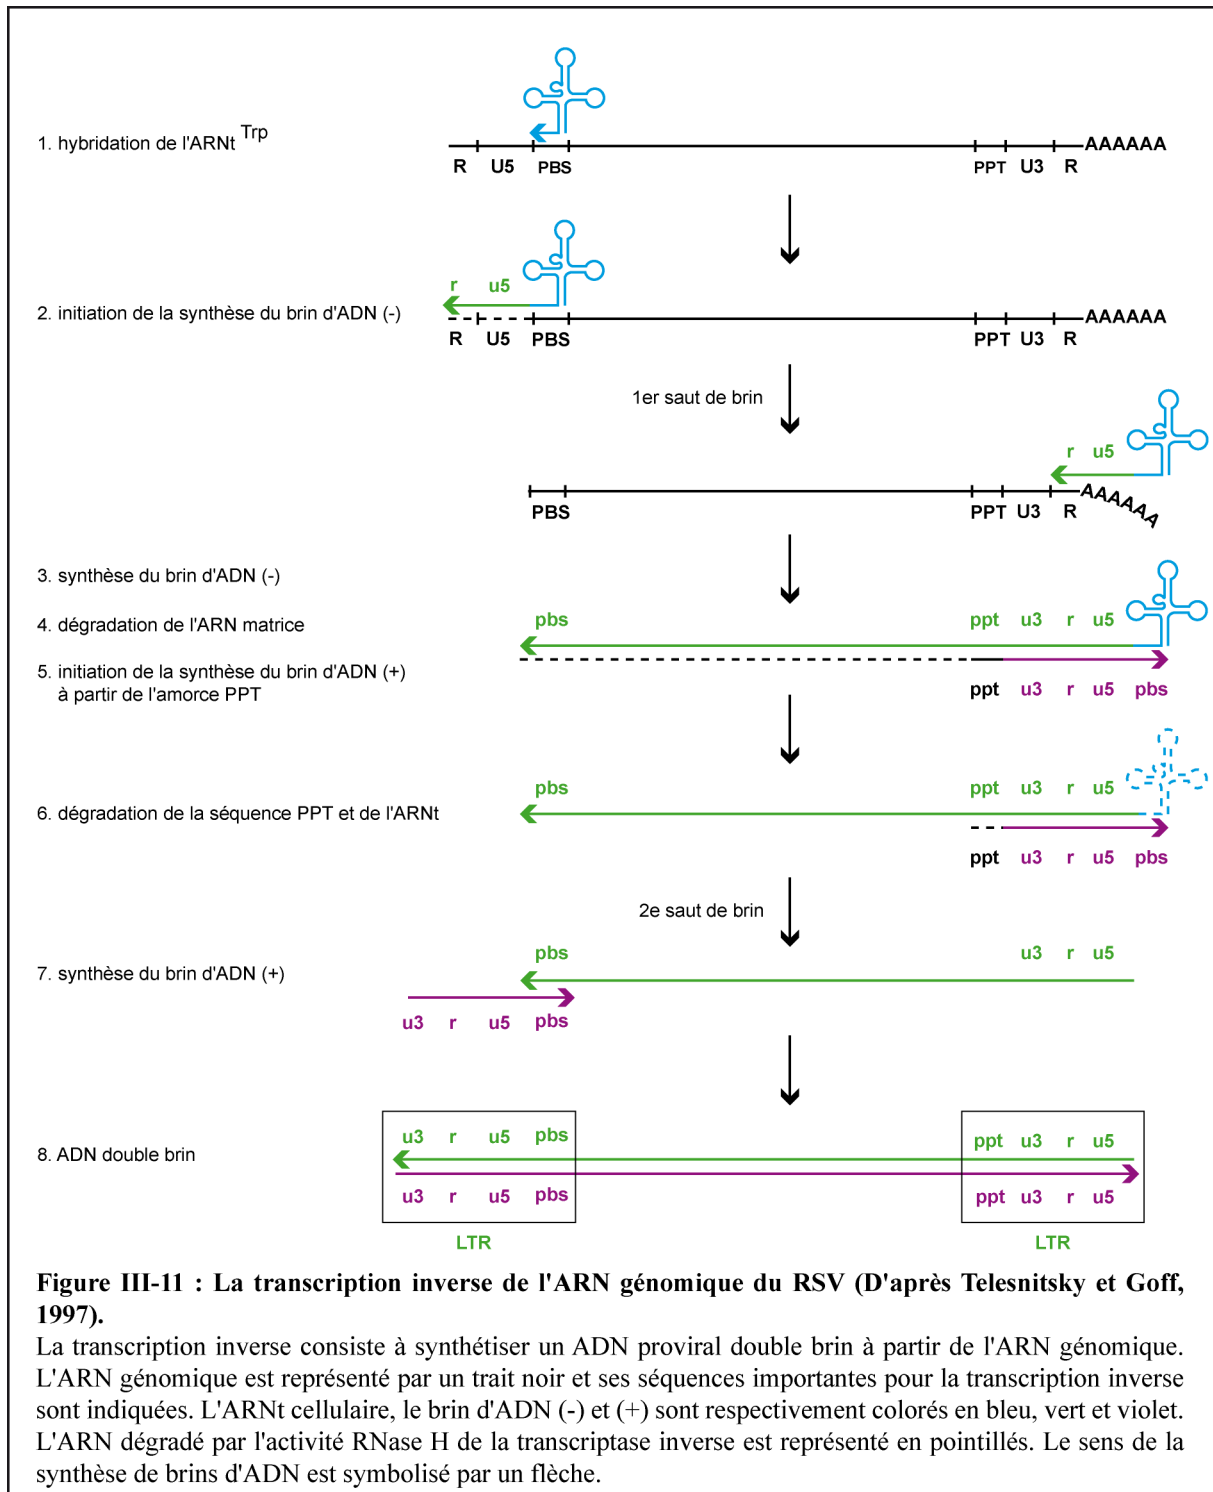 1. hybridation de l'ARNt Trp
R U5 PBS PPT U3 R AAAAAA
r u5
2. initiation de la synthèse du brin d'ADN (-)
R U5 PBS PPT U3 R AAAAAA
1er saut de brin
r u5
PBS PPT U3 R AAAAAA
3. synthèse du brin d'ADN (-)
4. dégradation de l'ARN matrice
pbs ppt u3 r u5
5. initiation de la synthèse du brin d'ADN (+)
à partir de l'amorce PPT
ppt u3 r u5 pbs
pbs ppt u3 r u5
6. dégradation de la séquence PPT et de l'ARNt
ppt u3 r u5 pbs
2e saut de brin
pbs u3 r u5
7. synthèse du brin d'ADN (+)
u3 r u5 pbs
u3 r u5 pbs ppt u3 r u5
8. ADN double brin
u3 r u5 pbs ppt u3 r u5
LTR LTR
Figure III-11 : La transcription inverse de l'ARN génomique du RSV (D'après Telesnitsky et Goff,
1997).
La transcription inverse consiste à synthétiser un ADN proviral double brin à partir de l'ARN génomique.
L'ARN génomique est représenté par un trait noir et ses séquences importantes pour la transcription inverse
sont indiquées. L'ARNt cellulaire, le brin d'ADN (-) et (+) sont respectivement colorés en bleu, vert et violet.
L'ARN dégradé par l'activité RNase H de la transcriptase inverse est représenté en pointillés. Le sens de la
synthèse de brins d'ADN est symbolisé par un flèche.